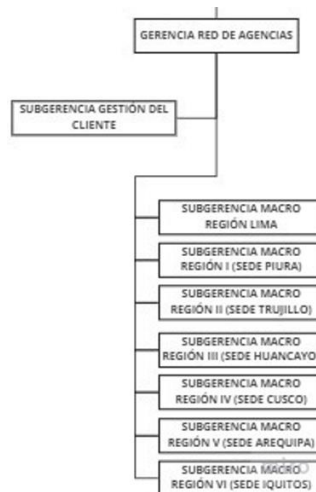 GERENCIA RED DE AGENCIAS
SUBGERENCIA GESTIÓN DEL
CLIENTE
SUBGERENCIA MACRO
REGIÓN LIMA
SUBGERENCIA MACRO
REGIÓN I (SEDE PIURA)
SUBGERENCIA MACRO
REGIÓN II (SEDE TRUJILLO)
SUBGERENCIA MACRO
REGIÓN III (SEDE HUANCAYO
SUBGERENCIA MACRO
REGIÓN IV (SEDE CUSCO)
SUBGERENCIA MACRO
REGIÓN V (SEDE AREQUIPA)
SUBGERENCIA MACRO
REGIÓN VI (SEDE IQUITOS)